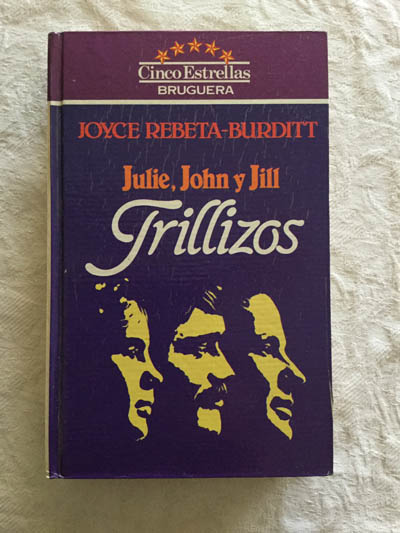 Cinco Estrellas
BRUGUERA
JOYCE REBETA-BURDITT
Julie, John y Jill
Trillizos